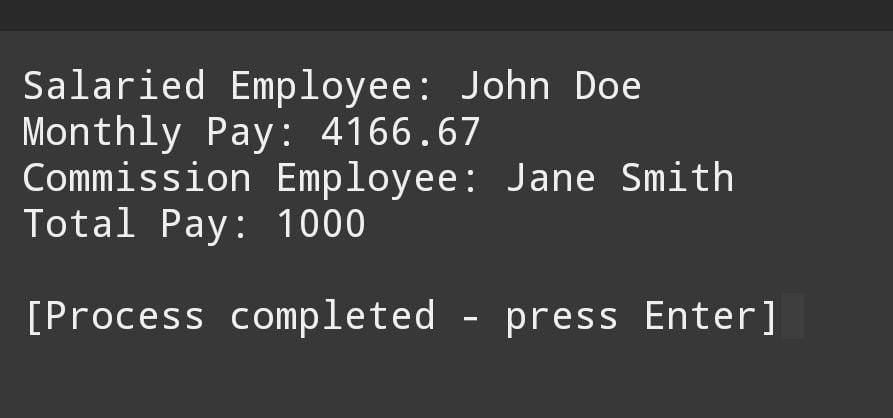 Salaried Employee: John Doe
Monthly Pay: 4166.67
Commission Employee: Jane Smith
Total Pay: 1000
[Process completed - press Enter]